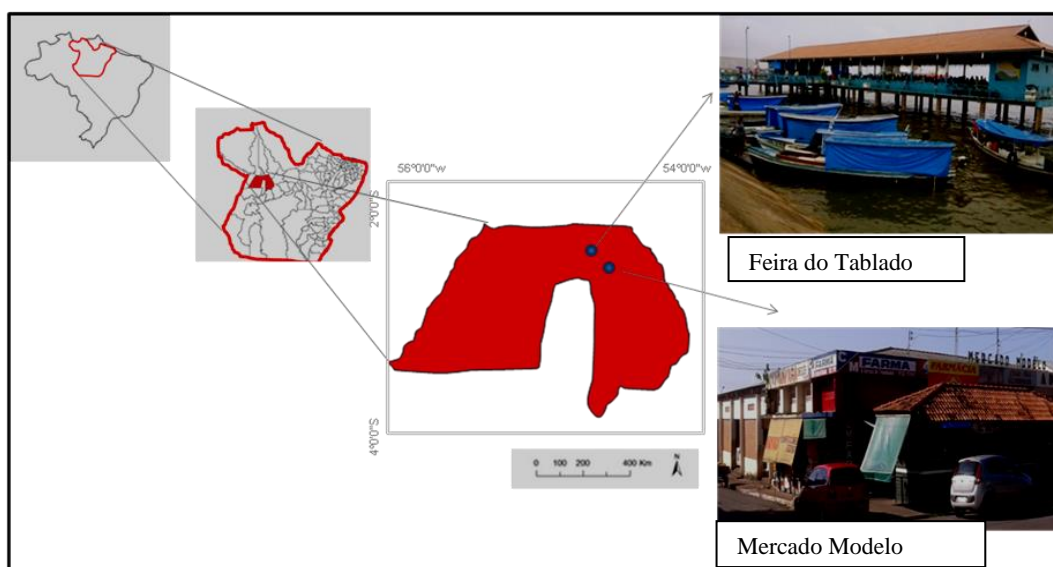 56°0'0"w
54°0'0"w
2°0'0"S
4°0'0"S
0 100 200 400 Km
N
Feira do Tablado
FARMA
FARMÁCIA
MERCADO MODELO
Mercado Modelo